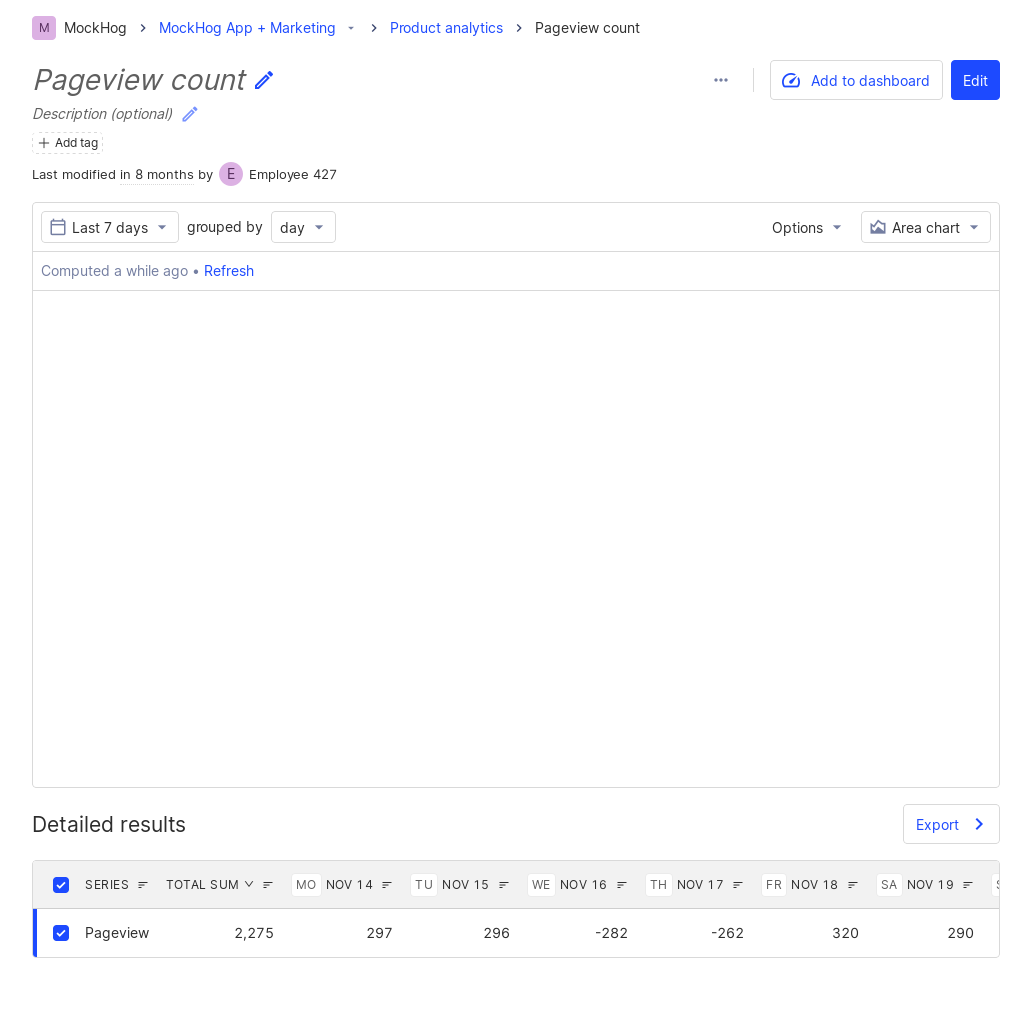 M MockHog MockHog App + Marketing Product analytics Pageview count
Pageview count
Add to dashboard Edit
Description (optional)
Add tag
Last modified in 8 months by E Employee 427
Last 7 days grouped by day Options Area chart
Computed a while ago • Refresh
Detailed results Export
SERIES TOTAL SUM MO NOV 14 TU NOV 15 WE NOV 16 TH NOV 17 FR NOV 18 SA NOV 19
Pageview 2,275 297 296 -282 -262 320 290